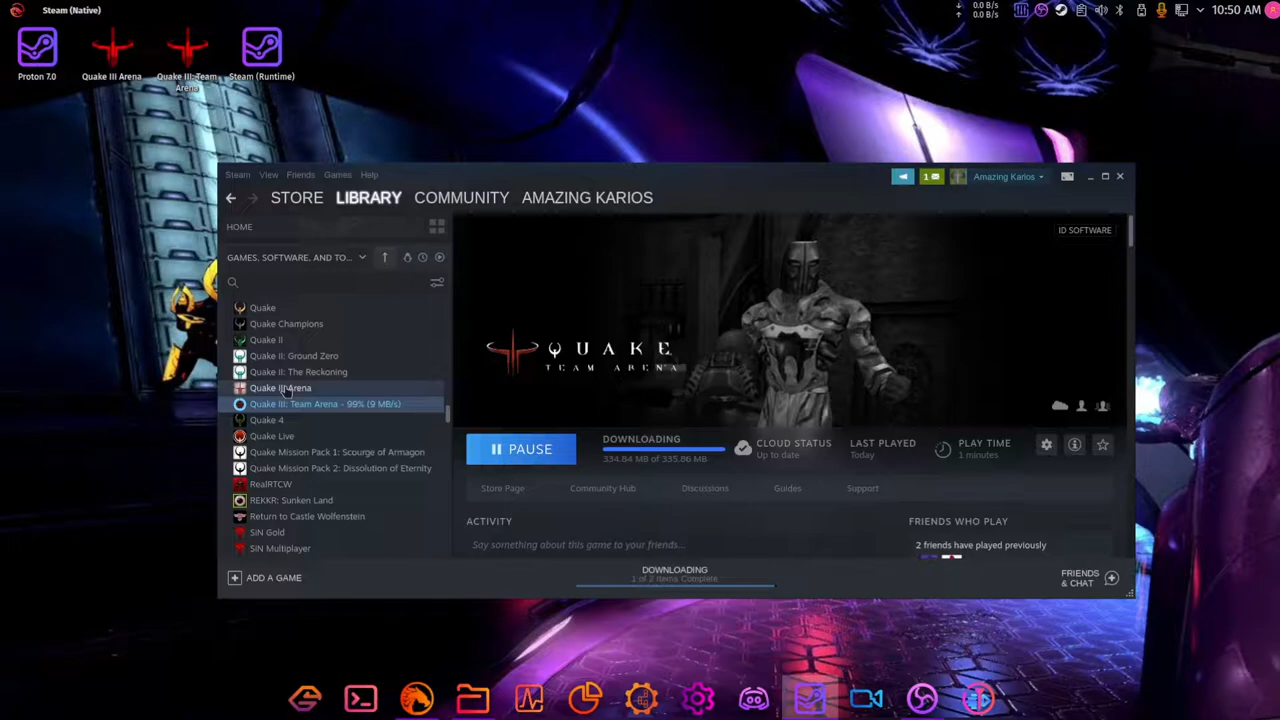 Steam (Native)
0.0 B/s
0.0 B/s
10:50 AM
Proton 7.0
Quake III Arena
Quake III: Team
Arena
Steam (Runtime)
Steam View Friends Games Help
1
Amazing Karios
STORE LIBRARY COMMUNITY AMAZING KARIOS
HOME
GAMES, SOFTWARE, AND TO...
Quake
Quake Champions
Quake II
Quake II: Ground Zero
Quake II: The Reckoning
Quake III Arena
Quake III: Team Arena - 99% (9 MB/s)
Quake 4
Quake Live
Quake Mission Pack 1: Scourge of Armagon
Quake Mission Pack 2: Dissolution of Eternity
RealRTCW
REKKR: Sunken Land
Return to Castle Wolfenstein
SiN Gold
SiN Multiplayer
ID SOFTWARE
QUAKE
TEAM ARENA
PAUSE
DOWNLOADING
334.84 MB of 335.86 MB
CLOUD STATUS
Up to date
LAST PLAYED
Today
PLAY TIME
1 minutes
Store Page Community Hub Discussions Guides Support
ACTIVITY
Say something about this game to your friends...
FRIENDS WHO PLAY
2 friends have played previously
ADD A GAME
DOWNLOADING
1 of 2 Items Complete
FRIENDS
& CHAT